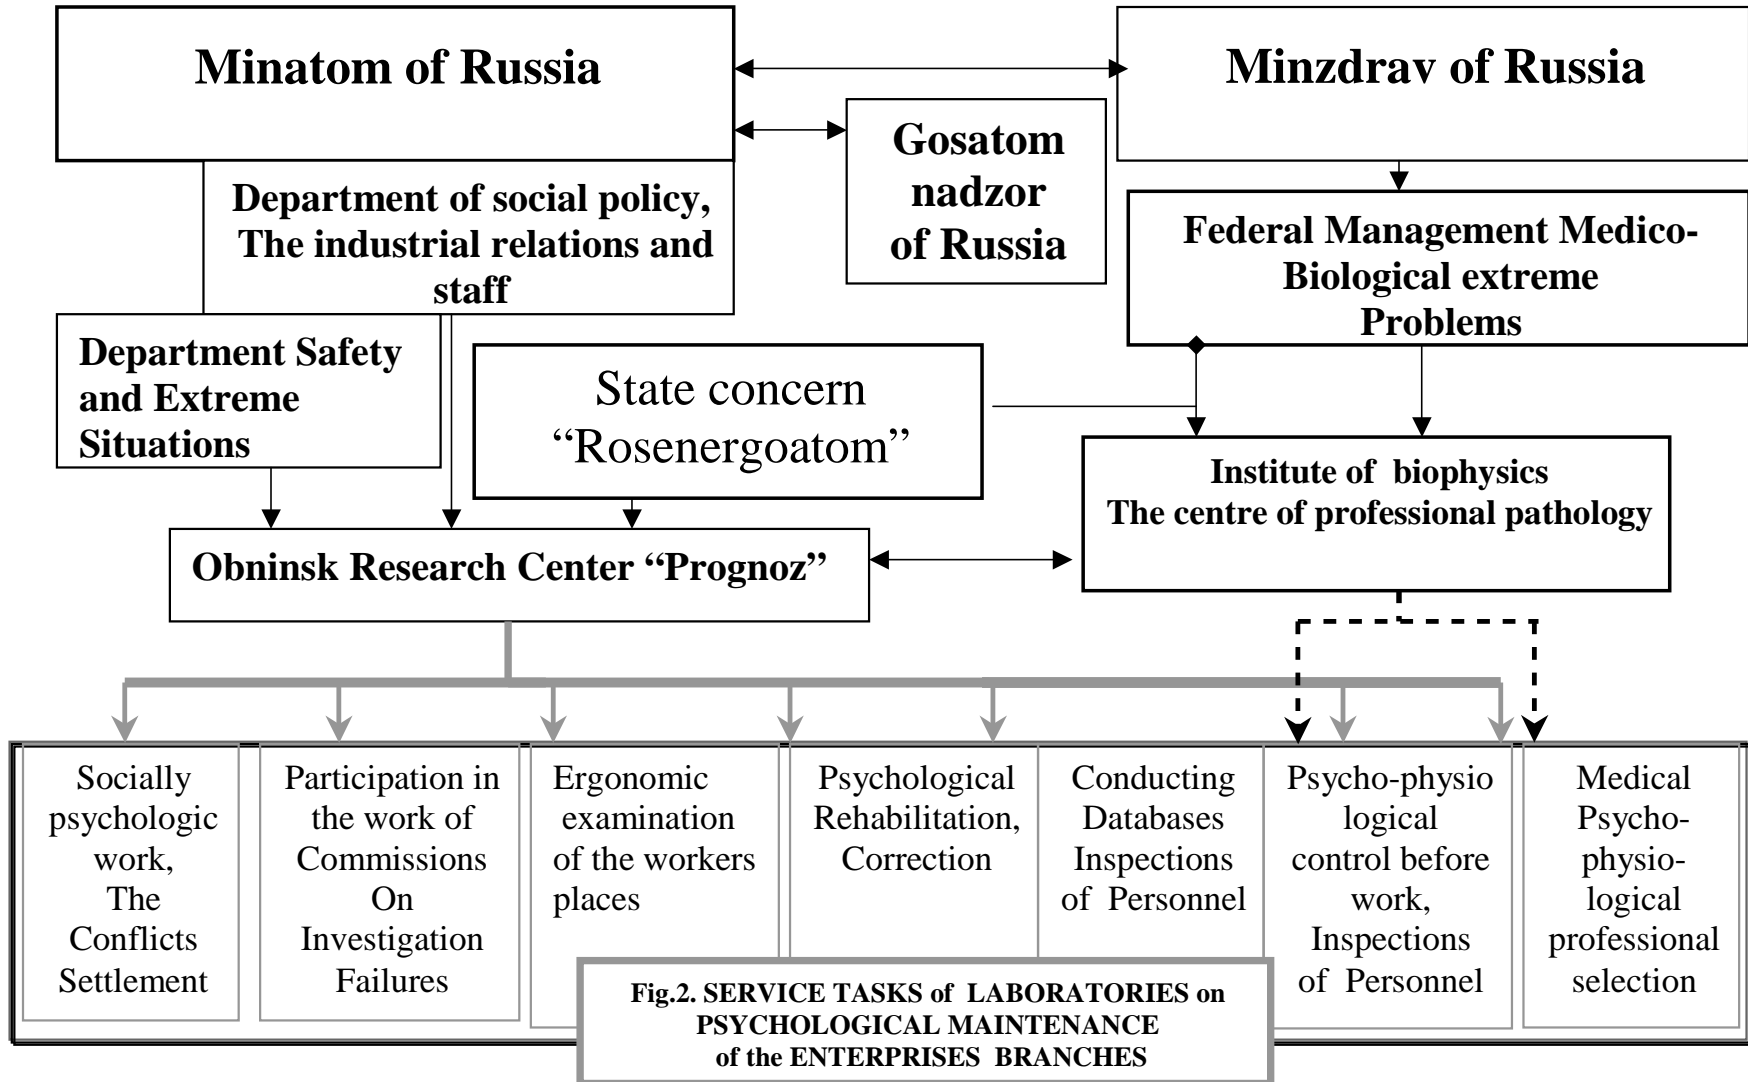 Minatom of Russia
Minzdrav of Russia
Gosatom
nadzor
of Russia
Department of social policy,
The industrial relations and
staff
Federal Management Medico-
Biological extreme
Problems
Department Safety
and Extreme
Situations
State concern
“Rosenergoatom”
Institute of biophysics
The centre of professional pathology
Obninsk Research Center “Prognoz”
Socially
psychologic
work,
The
Conflicts
Settlement
Participation in
the work of
Commissions
On
Investigation
Failures
Ergonomic
examination
of the workers
places
Psychological
Rehabilitation,
Correction
Conducting
Databases
Inspections
of Personnel
Psycho-physio
logical
control before
work,
Inspections
of Personnel
Medical
Psycho-
physio-
logical
professional
selection
Fig.2. SERVICE TASKS of LABORATORIES on
PSYCHOLOGICAL MAINTENANCE
of the ENTERPRISES BRANCHES